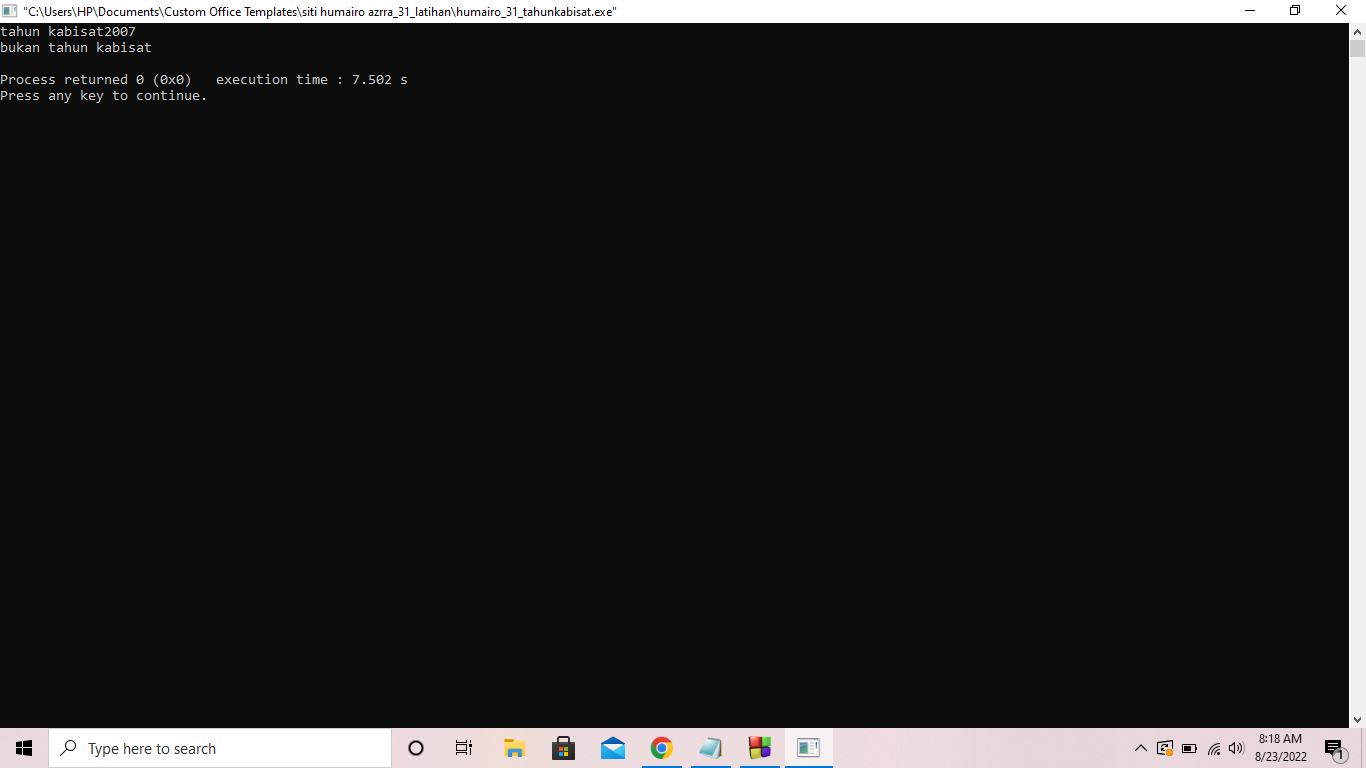 "C:\Users\HP\Documents\Custom Office Templates\siti humairo azrra_31_latihan\humairo_31_tahunkabisat.exe"
tahun kabisat2007
bukan tahun kabisat
Process returned 0 (0x0)   execution time : 7.502 s
Press any key to continue.
Type here to search
8:18 AM
8/23/2022
1